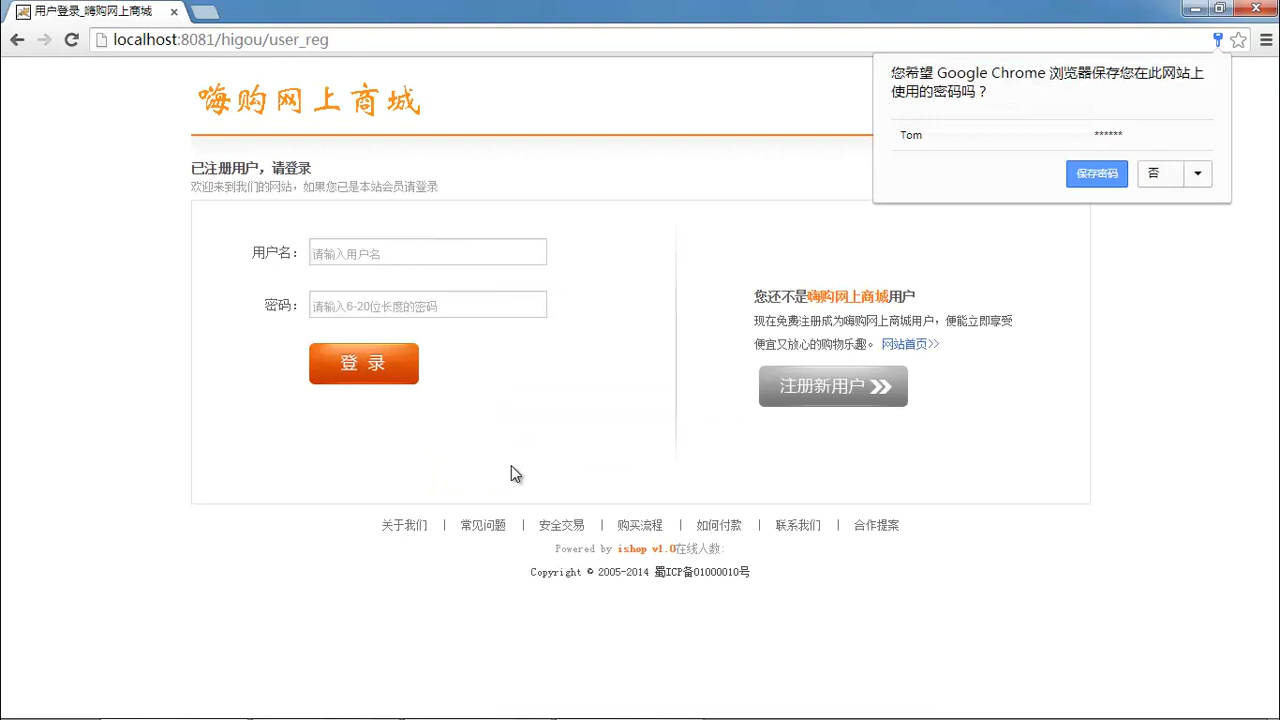 用户登录_嗨购网上商城
localhost:8081/higou/user_reg
您希望 Google Chrome 浏览器保存您在此网站上
使用的密码吗？
Tom ******
保存密码 否
嗨购网上商城
已注册用户，请登录
欢迎来到我们的网站，如果您已是本站会员请登录
用户名： 请输入用户名
密码： 请输入6-20位长度的密码
登 录
您还不是嗨购网上商城用户
现在免费注册成为嗨购网上商城用户，便能立即享受
便宜又放心的购物乐趣。 网站首页>>
注册新用户
关于我们 | 常见问题 | 安全交易 | 购买流程 | 如何付款 | 联系我们 | 合作提案
Powered by ishop v1.0在线人数:
Copyright © 2005-2014 蜀ICP备01000010号